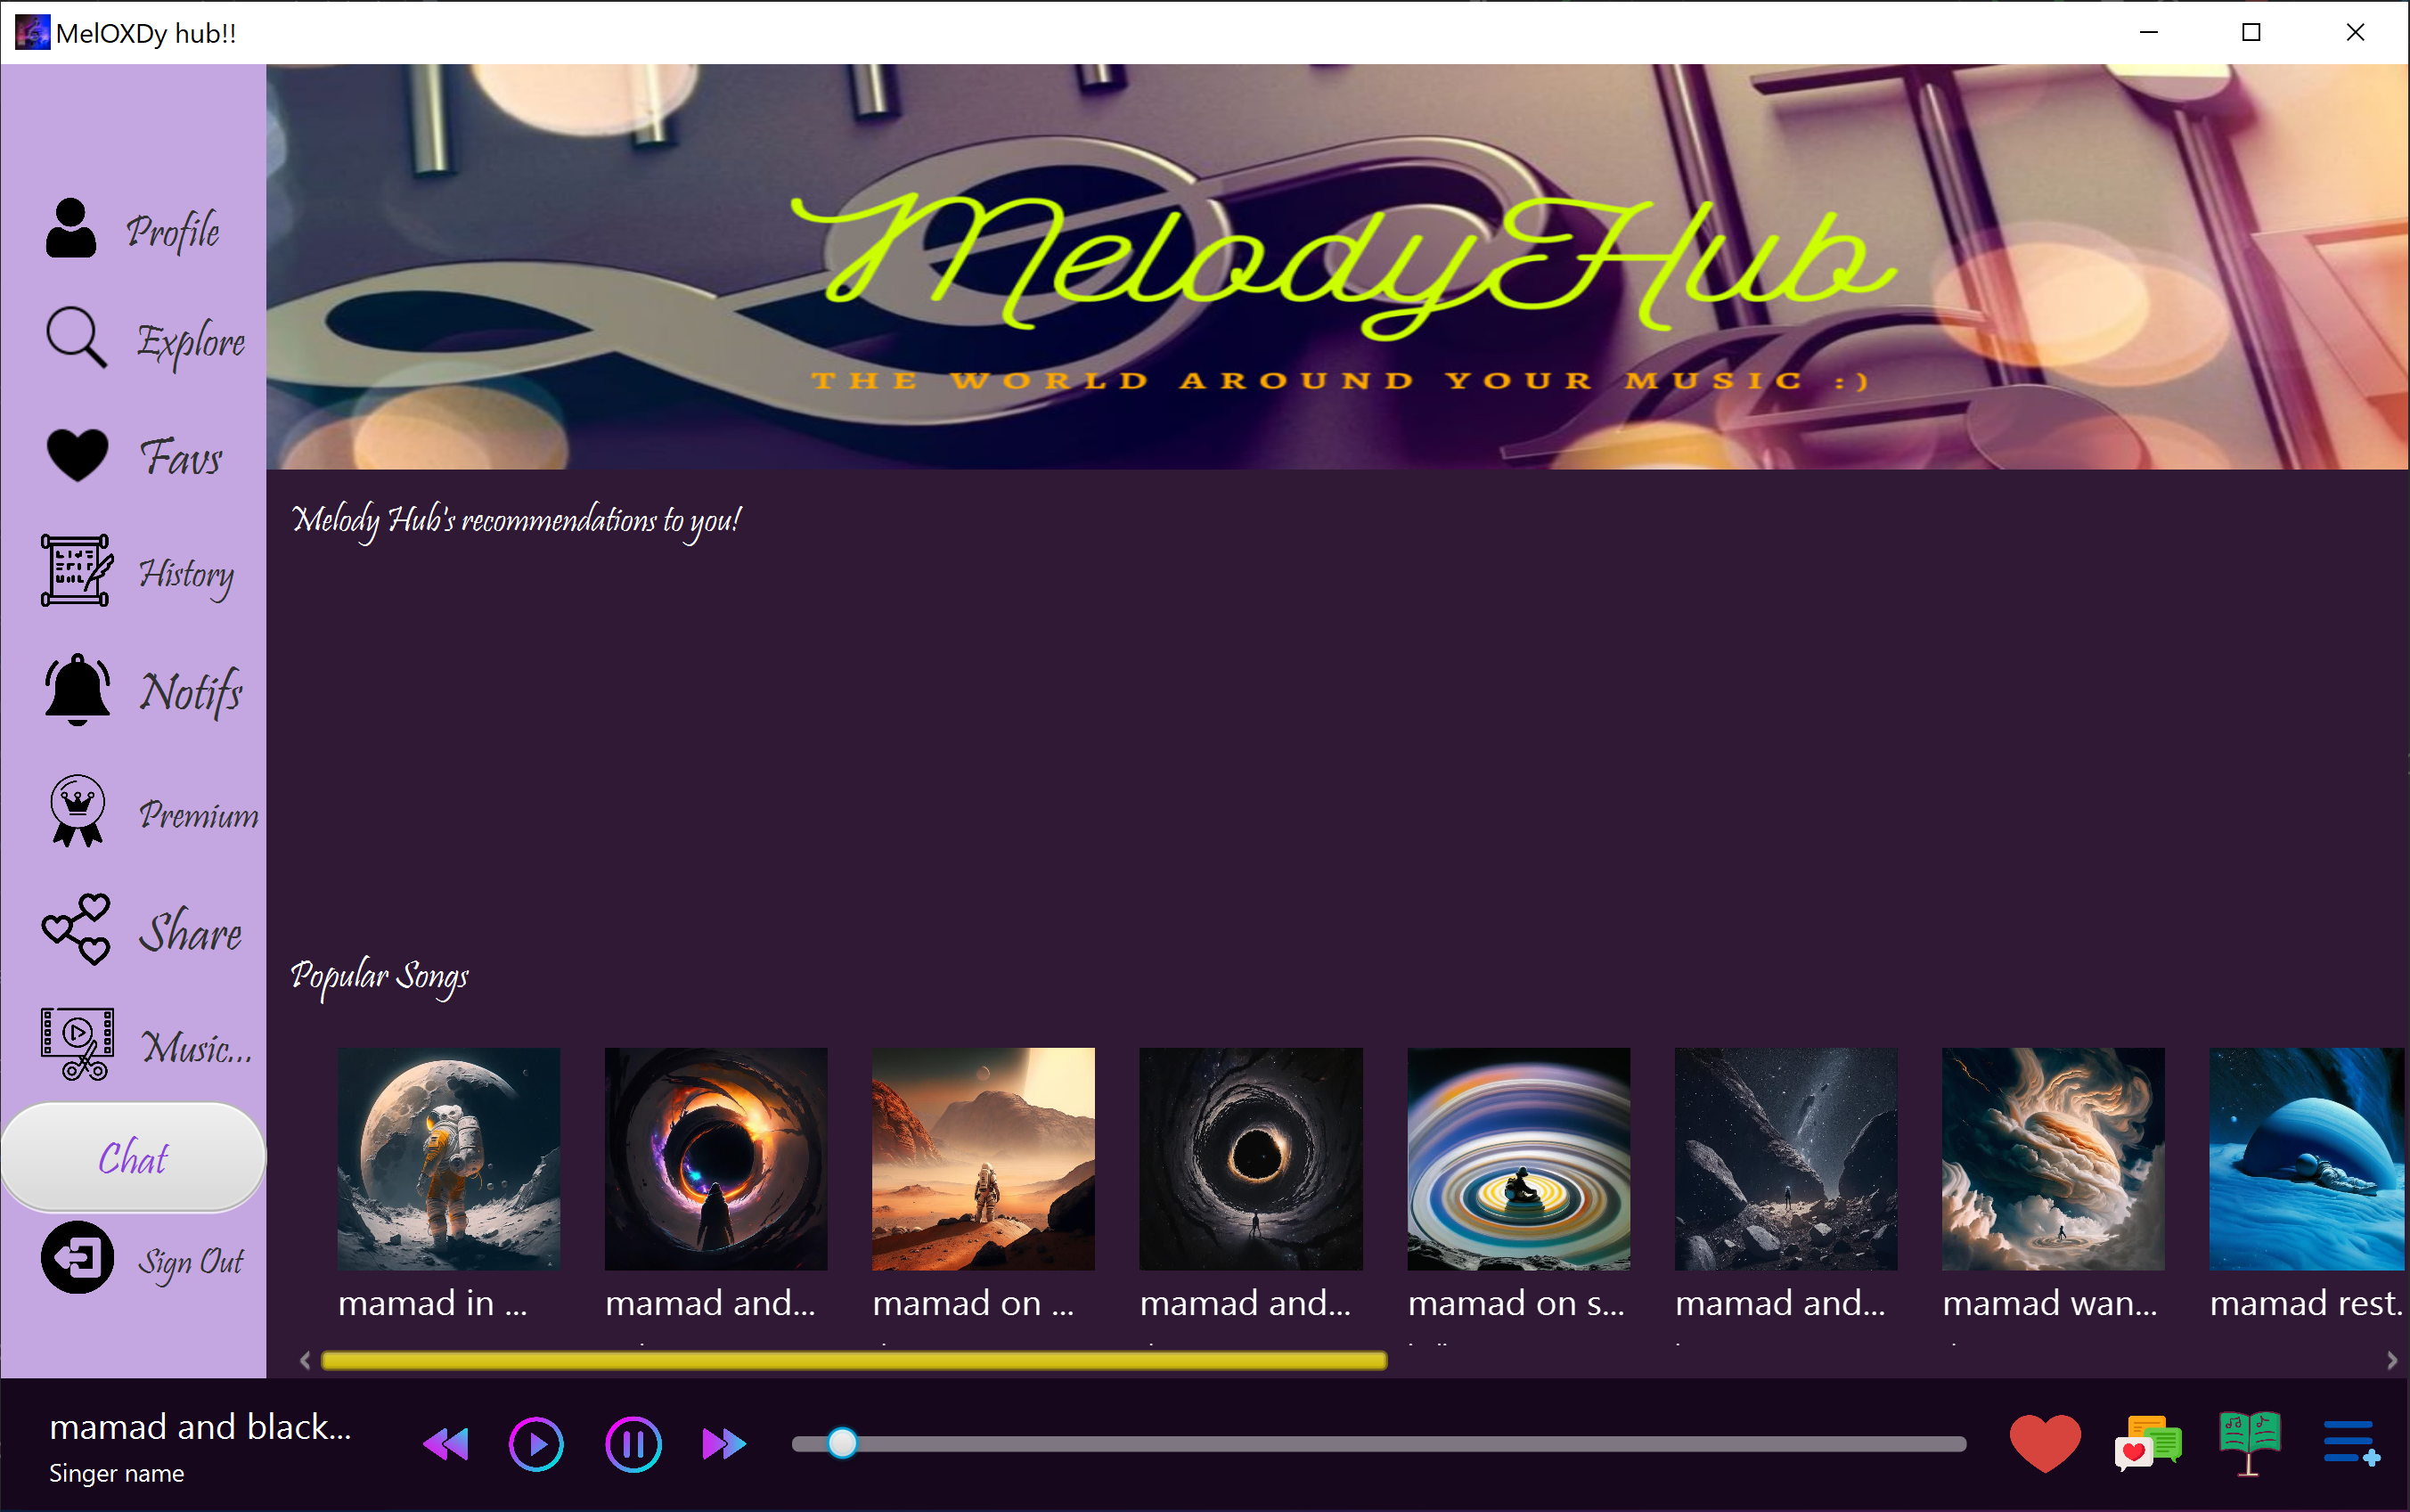 MelOXDy hub!!
MelodyHub
THE WORLD AROUND YOUR MUSIC :)
Profile
Explore
Favs
History
Notifs
Premium
Share
Music...
Chat
Sign Out
Melody Hub's recommendations to you!
Popular Songs
mamad in ...
mamad and...
mamad on ...
mamad and...
mamad on s...
mamad and...
mamad wan...
mamad rest.
mamad and black...
Singer name